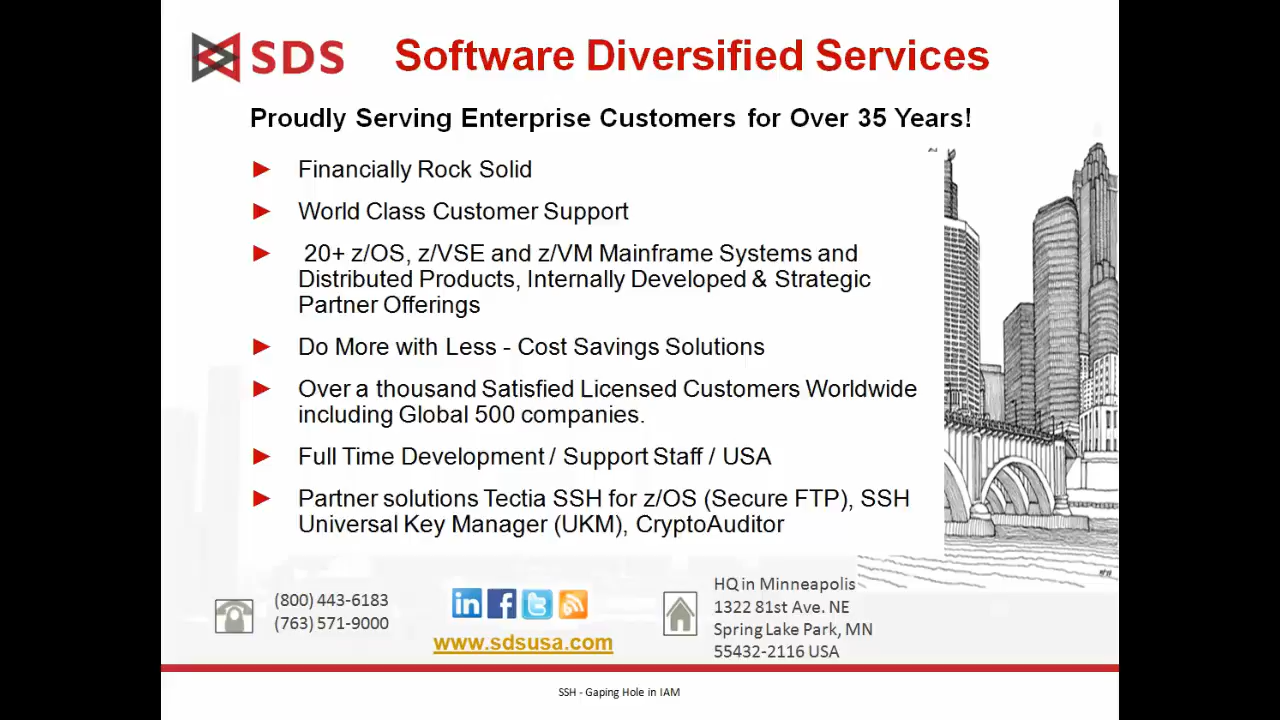 SDS
Software Diversified Services
Proudly Serving Enterprise Customers for Over 35 Years!
► Financially Rock Solid
► World Class Customer Support
► 20+ z/OS, z/VSE and z/VM Mainframe Systems and
Distributed Products, Internally Developed & Strategic
Partner Offerings
► Do More with Less - Cost Savings Solutions
► Over a thousand Satisfied Licensed Customers Worldwide
including Global 500 companies.
► Full Time Development / Support Staff / USA
► Partner solutions Tectia SSH for z/OS (Secure FTP), SSH
Universal Key Manager (UKM), CryptoAuditor
(800) 443-6183
(763) 571-9000
www.sdsusa.com
HQ in Minneapolis
1322 81st Ave. NE
Spring Lake Park, MN
55432-2116 USA
SSH - Gaping Hole in IAM